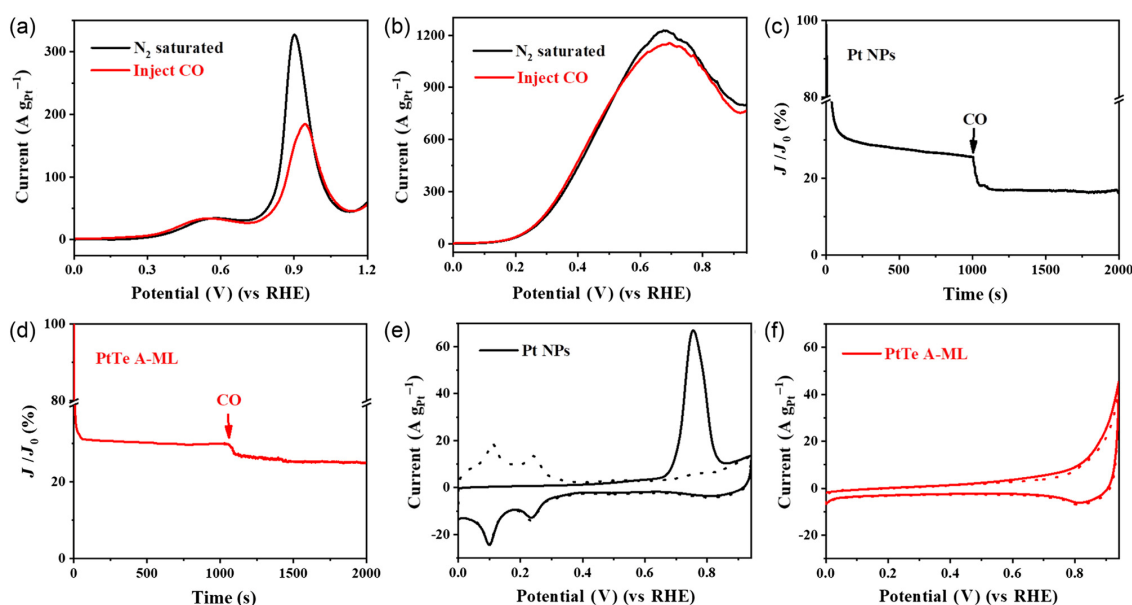 (a)
N₂ saturated
Inject CO
Current (A gPt⁻¹)
300
200
100
0
0.0 0.3 0.6 0.9 1.2
Potential (V) (vs RHE)
(b)
N₂ saturated
Inject CO
Current (A gPt⁻¹)
1200
900
600
300
0
0.0 0.2 0.4 0.6 0.8
Potential (V) (vs RHE)
(c)
Pt NPs
CO
J/J₀ (%)
100
80
40
20
0
0 500 1000 1500 2000
Time (s)
(d)
PtTe A-ML
CO
J/J₀ (%)
100
80
40
20
0
0 500 1000 1500 2000
Time (s)
(e)
Pt NPs
Current (A gPt⁻¹)
60
40
20
0
-20
0.0 0.2 0.4 0.6 0.8
Potential (V) (vs RHE)
(f)
PtTe A-ML
Current (A gPt⁻¹)
60
40
20
0
-20
0.0 0.2 0.4 0.6 0.8
Potential (V) (vs RHE)